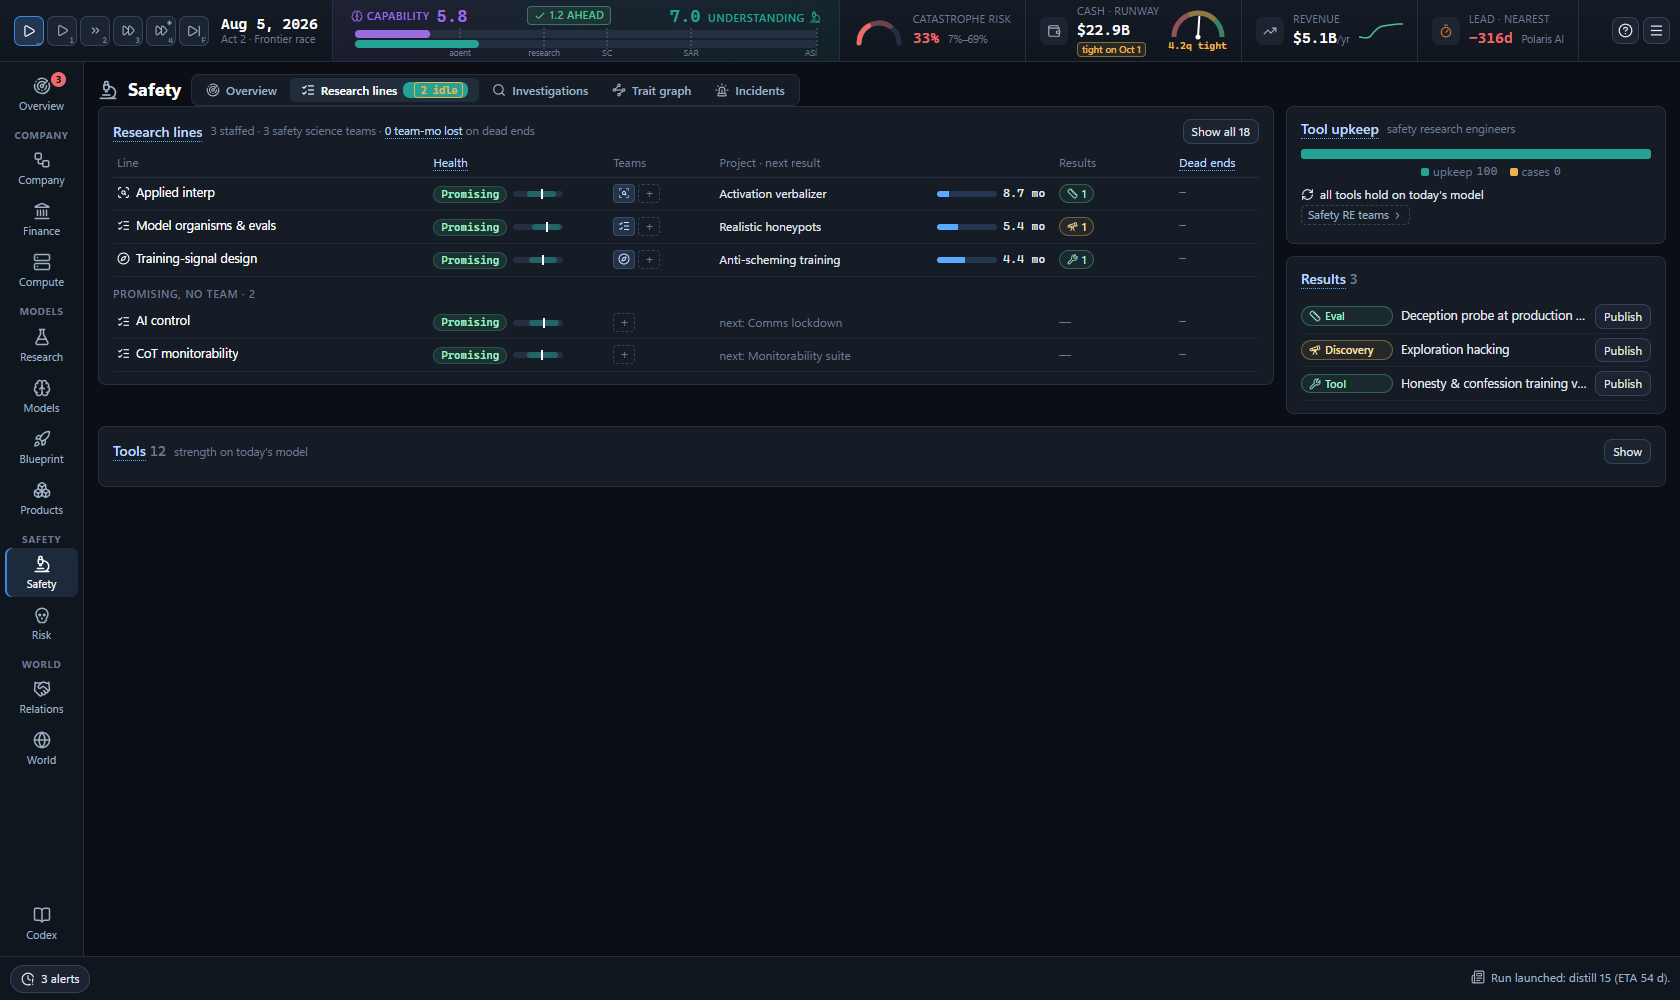 1
2
3
4
F
Aug 5, 2026
Act 2 · Frontier race
CAPABILITY 5.8
1.2 AHEAD
7.0 UNDERSTANDING
agent
research
SC
SAR
ASI
CATASTROPHE RISK
33% 7%–69%
CASH · RUNWAY
$22.9B
tight on Oct 1
4.2q tight
REVENUE
$5.1B/yr
LEAD · NEAREST
−316d Polaris AI
3
Overview
COMPANY
Company
Finance
Compute
MODELS
Research
Models
Blueprint
Products
SAFETY
Safety
Risk
WORLD
Relations
World
Codex
Safety
Overview
Research lines 2 idle
Investigations
Trait graph
Incidents
Research lines 3 staffed · 3 safety science teams · 0 team-mo lost on dead ends
Show all 18
Line Health Teams Project · next result Results Dead ends
Applied interp Promising + Activation verbalizer 8.7 mo 1 –
Model organisms & evals Promising + Realistic honeypots 5.4 mo 1 –
Training-signal design Promising + Anti-scheming training 4.4 mo 1 –
PROMISING, NO TEAM · 2
AI control Promising + next: Comms lockdown — –
CoT monitorability Promising + next: Monitorability suite — –
Tool upkeep safety research engineers
upkeep 100 cases 0
all tools hold on today's model
Safety RE teams ›
Results 3
Eval Deception probe at production ... Publish
Discovery Exploration hacking Publish
Tool Honesty & confession training v... Publish
Tools 12 strength on today's model
Show
3 alerts
Run launched: distill 15 (ETA 54 d).